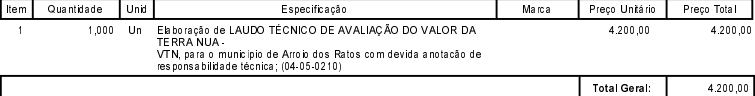 Item Quantidade Unid Especificação Marca Preço Unitário Preço Total
1 1,000 Un Elaboração de LAUDO TÉCNICO DE AVALIAÇÃO DO VALOR DA 4.200,00 4.200,00
TERRA NUA -
VTN, para o município de Arroio dos Ratos com devida anotacão de
responsabilidade técnica; (04-05-0210)
Total Geral: 4.200,00